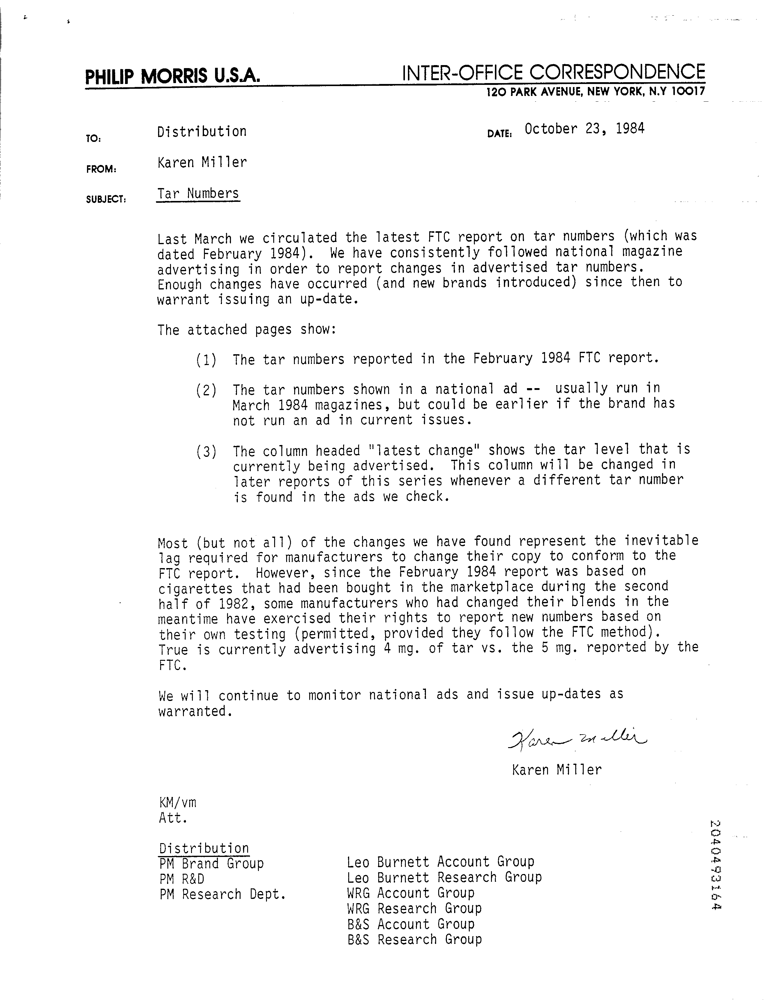 PHILIP MORRIS U.S.A. INTER-OFFICE CORRESPONDENCE
120 PARK AVENUE, NEW YORK, N.Y 10017
TO: Distribution DATE: October 23, 1984
FROM: Karen Miller
SUBJECT: Tar Numbers
Last March we circulated the latest FTC report on tar numbers (which was
dated February 1984). We have consistently followed national magazine
advertising in order to report changes in advertised tar numbers.
Enough changes have occurred (and new brands introduced) since then to
warrant issuing an up-date.
The attached pages show:
(1) The tar numbers reported in the February 1984 FTC report.
(2) The tar numbers shown in a national ad -- usually run in
March 1984 magazines, but could be earlier if the brand has
not run an ad in current issues.
(3) The column headed "latest change" shows the tar level that is
currently being advertised. This column will be changed in
later reports of this series whenever a different tar number
is found in the ads we check.
Most (but not all) of the changes we have found represent the inevitable
lag required for manufacturers to change their copy to conform to the
FTC report. However, since the February 1984 report was based on
cigarettes that had been bought in the marketplace during the second
half of 1982, some manufacturers who had changed their blends in the
meantime have exercised their rights to report new numbers based on
their own testing (permitted, provided they follow the FTC method).
True is currently advertising 4 mg. of tar vs. the 5 mg. reported by the
FTC.
We will continue to monitor national ads and issue up-dates as
warranted.
Karen Miller
Karen Miller
KM/vm
Att.
Distribution
PM Brand Group
PM R&D
PM Research Dept.
Leo Burnett Account Group
Leo Burnett Research Group
WRG Account Group
WRG Research Group
B&S Account Group
B&S Research Group
2040493164